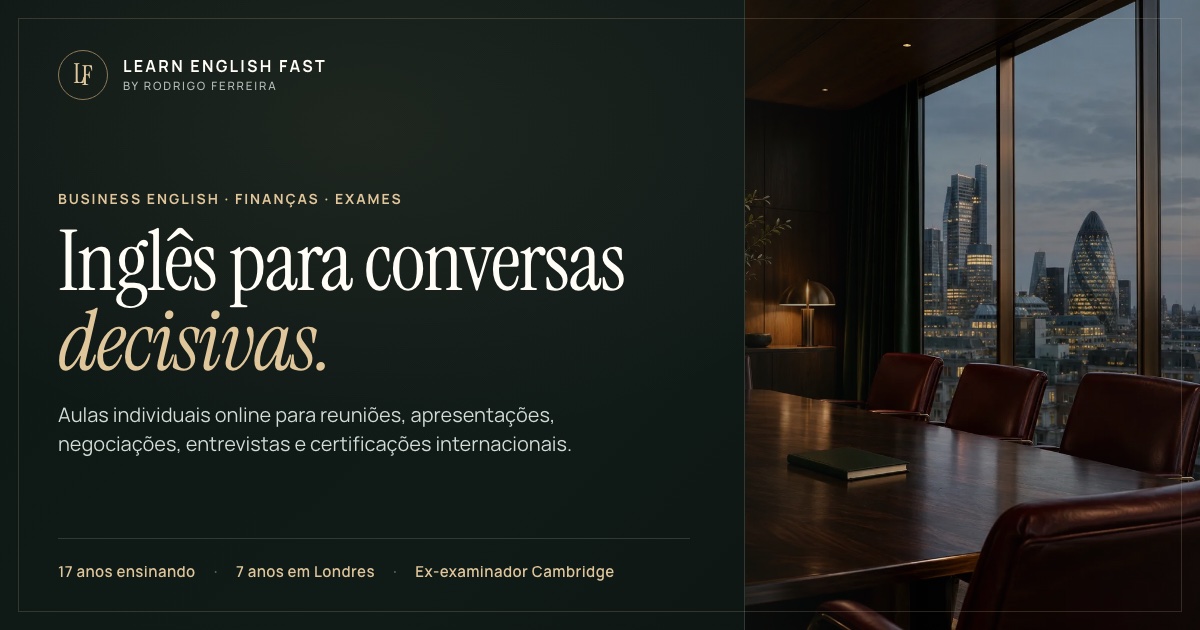 LF
LEARN ENGLISH FAST
BY RODRIGO FERREIRA
BUSINESS ENGLISH · FINANÇAS · EXAMES
Inglês para conversas
decisivas.
Aulas individuais online para reuniões, apresentações,
negociações, entrevistas e certificações internacionais.
17 anos ensinando · 7 anos em Londres · Ex-examinador Cambridge